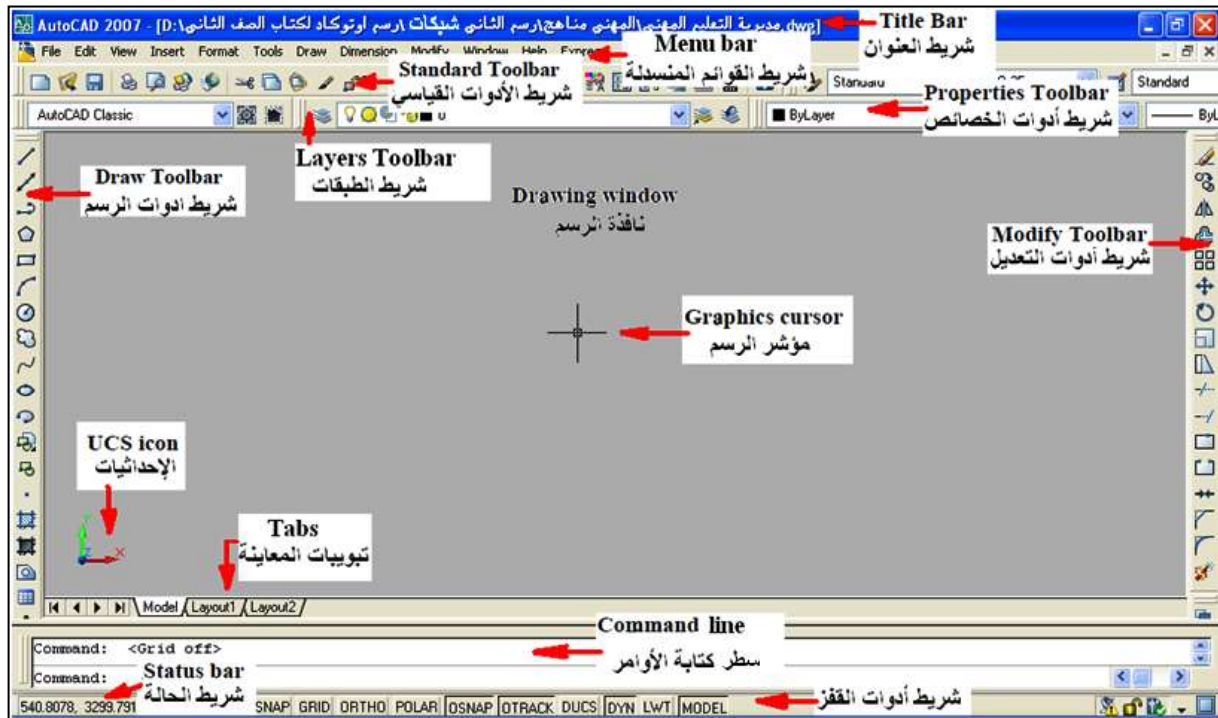 AutoCAD 2007 - [D:\مديرية التعليم المهني\المهني مناهج\رسم الثاني شبكات\رسم اوتوكاد لكتاب الصف الثاني.dwg]
Title Bar
شريط العنوان
File Edit View Insert Format Tools Draw Dimension Modify Window Help Express
Menu bar
شريط القوائم المنسدلة
Standard Toolbar
شريط الأدوات القياسي
Standard
Standard
AutoCAD Classic
0
ByLayer
Properties Toolbar
شريط أدوات الخصائص
ByL
Layers Toolbar
شريط الطبقات
Draw Toolbar
شريط ادوات الرسم
Drawing window
نافذة الرسم
Modify Toolbar
شريط أدوات التعديل
Graphics cursor
مؤشر الرسم
UCS icon
الإحداثيات
Y
Z
X
Tabs
تبويبات المعاينة
Model Layout1 Layout2
Command line
سطر كتابة الأوامر
Command: <Grid off>
Command:
Status bar
شريط الحالة
شريط أدوات القفز
540.8078, 3299.791
SNAP GRID ORTHO POLAR OSNAP OTRACK DUCS DYN LWT MODEL